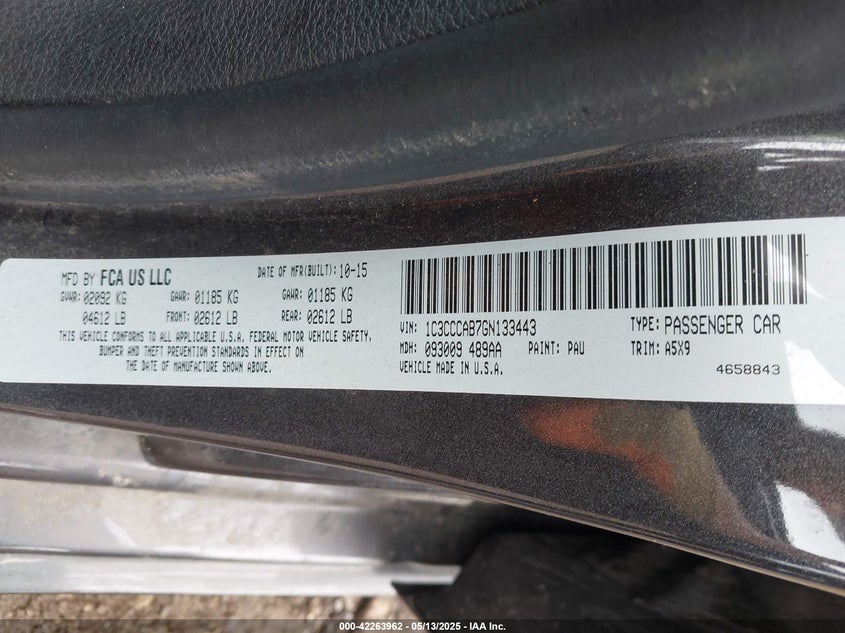 MFD BY FCA US LLC DATE OF MFR(BUILT): 10-15
GVWR: 02092 KG GAWR: 01185 KG GAWR: 01185 KG
04612 LB FRONT: 02612 LB REAR: 02612 LB
THIS VEHICLE CONFORMS TO ALL APPLICABLE U.S.A. FEDERAL MOTOR VEHICLE SAFETY,
BUMPER AND THEFT PREVENTION STANDARDS IN EFFECT ON
THE DATE OF MANUFACTURE SHOWN ABOVE.
VIN: 1C3CCCAB7GN133443 TYPE: PASSENGER CAR
MDH: 093009 489AA PAINT: PAU TRIM: A5X9
VEHICLE MADE IN U.S.A. 4658843
000-42263962 - 05/13/2025 - IAA Inc.